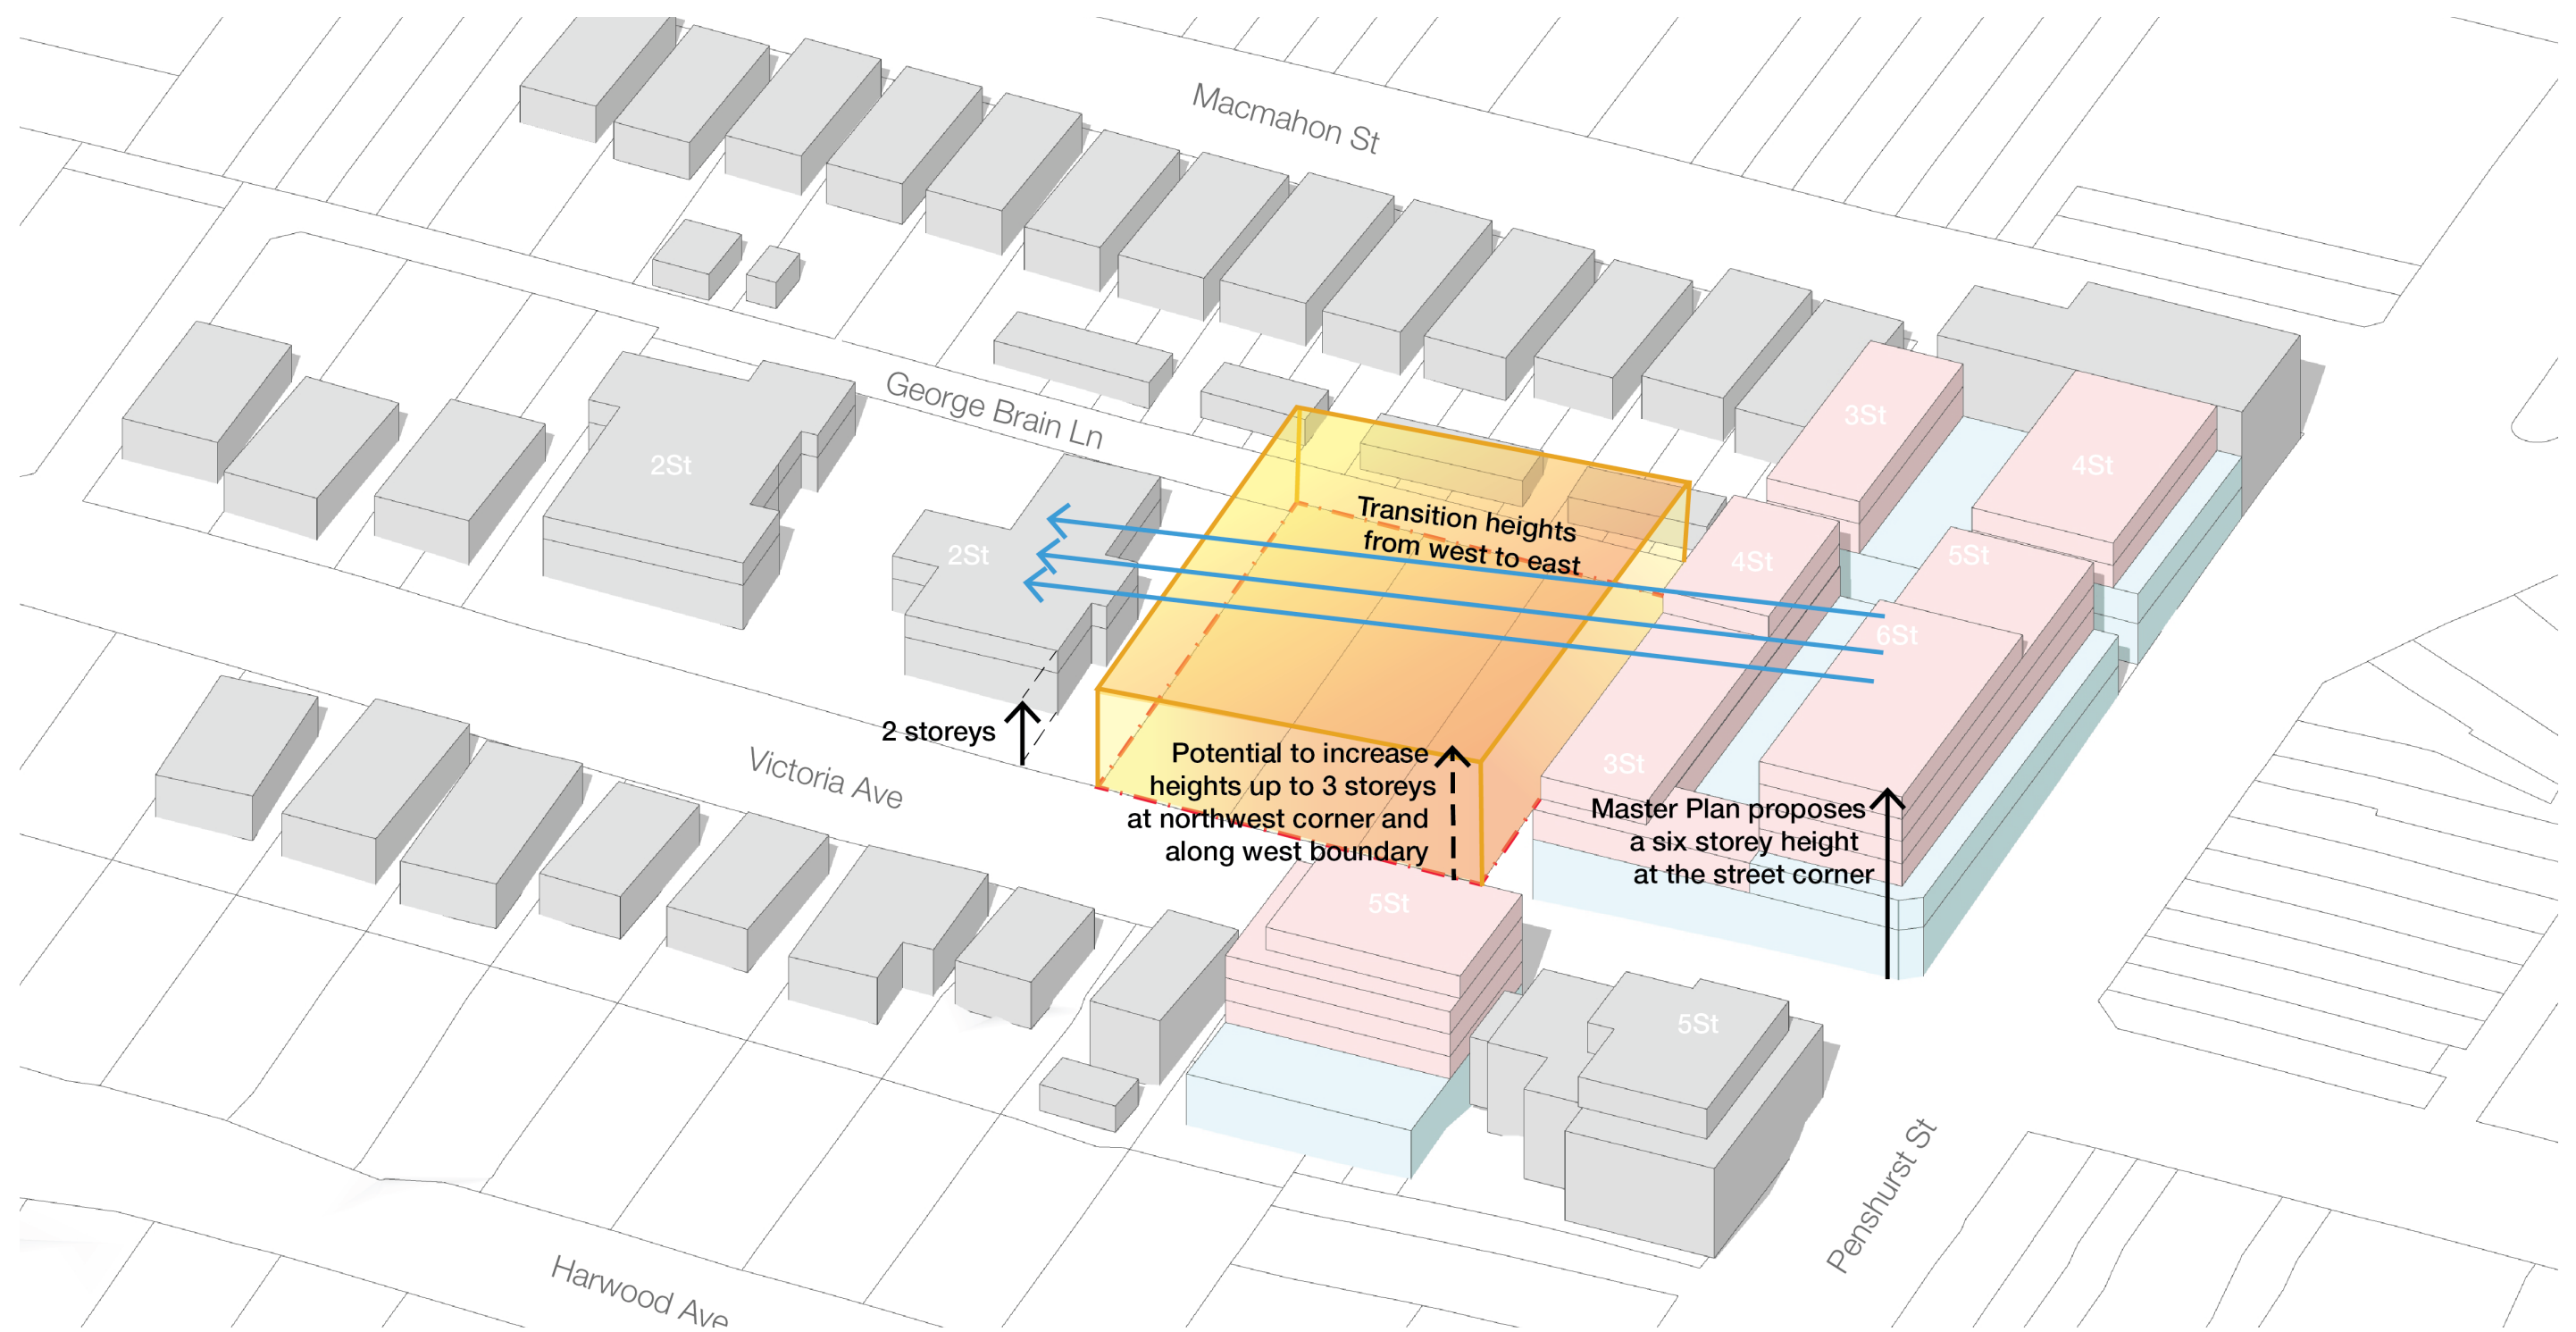 Macmahon St
George Brain Ln
3St
4St
2St
2St
Transition heights
from west to east
4St
5St
6St
2 storeys
Victoria Ave
Potential to increase
heights up to 3 storeys
at northwest corner and
along west boundary
3St
Master Plan proposes
a six storey height
at the street corner
5St
5St
Penshurst St
Harwood Ave